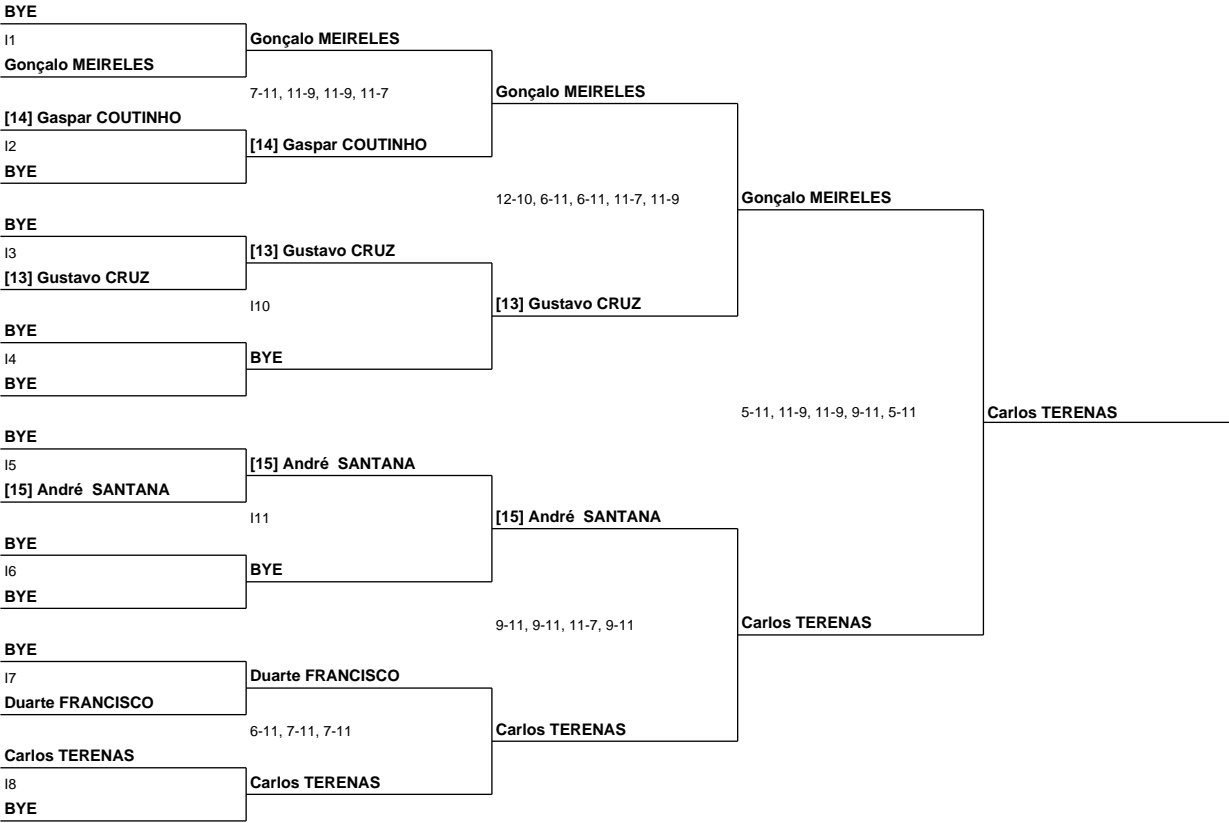 BYE
I1
Gonçalo MEIRELES
Gonçalo MEIRELES
7-11, 11-9, 11-9, 11-7
Gonçalo MEIRELES
[14] Gaspar COUTINHO
I2
[14] Gaspar COUTINHO
BYE
12-10, 6-11, 6-11, 11-7, 11-9
Gonçalo MEIRELES
BYE
I3
[13] Gustavo CRUZ
[13] Gustavo CRUZ
I10
[13] Gustavo CRUZ
BYE
I4
BYE
BYE
5-11, 11-9, 11-9, 9-11, 5-11
Carlos TERENAS
BYE
I5
[15] André  SANTANA
[15] André  SANTANA
I11
[15] André  SANTANA
BYE
I6
BYE
BYE
9-11, 9-11, 11-7, 9-11
Carlos TERENAS
BYE
I7
Duarte FRANCISCO
Duarte FRANCISCO
6-11, 7-11, 7-11
Carlos TERENAS
Carlos TERENAS
I8
Carlos TERENAS
BYE